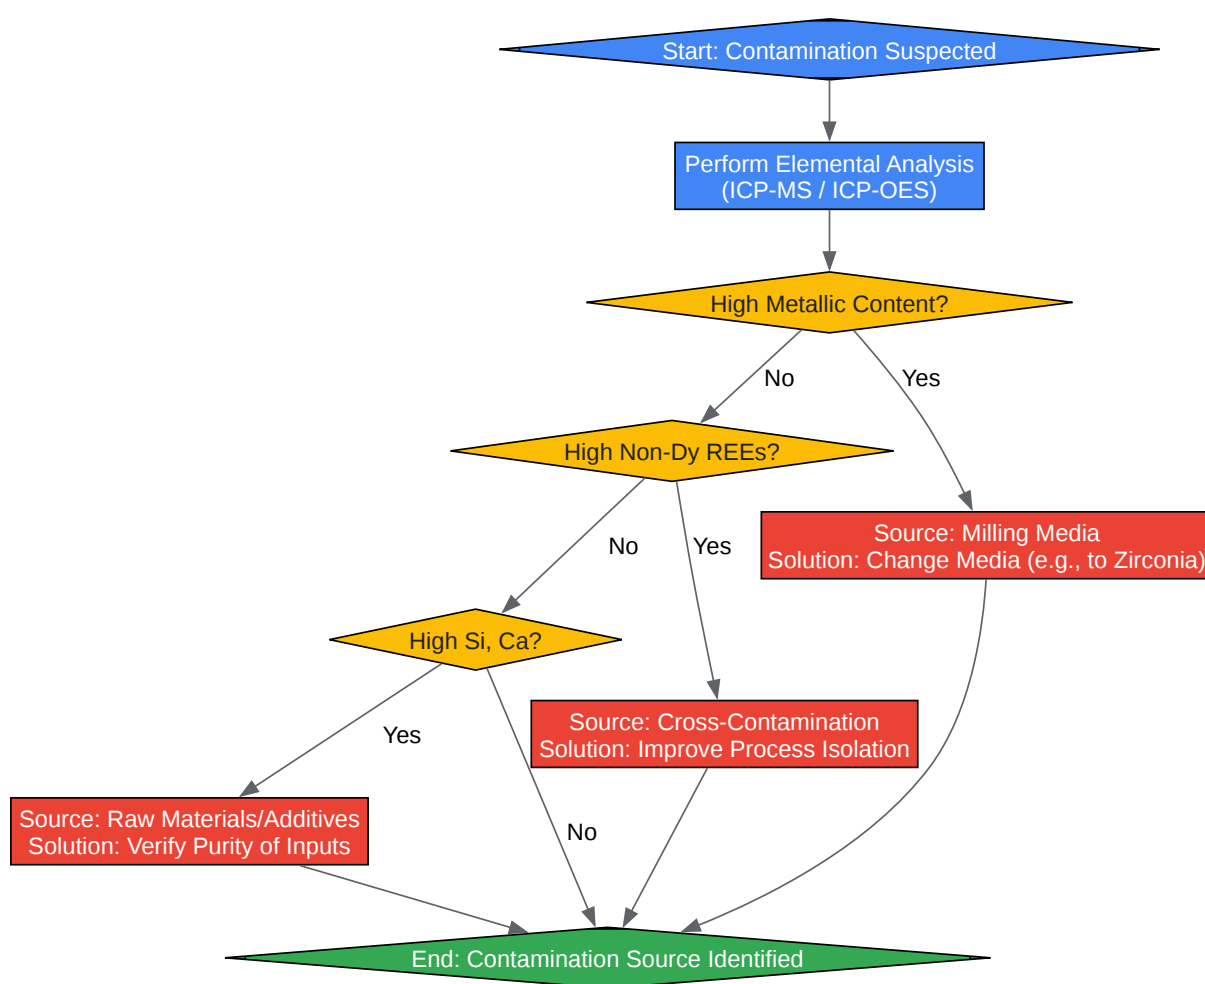 Start: Contamination Suspected
Perform Elemental Analysis
(ICP-MS / ICP-OES)
High Metallic Content?
No
Yes
High Non-Dy REEs?
No
Yes
Source: Milling Media
Solution: Change Media (e.g., to Zirconia)
High Si, Ca?
Yes
No
Source: Cross-Contamination
Solution: Improve Process Isolation
Source: Raw Materials/Additives
Solution: Verify Purity of Inputs
End: Contamination Source Identified